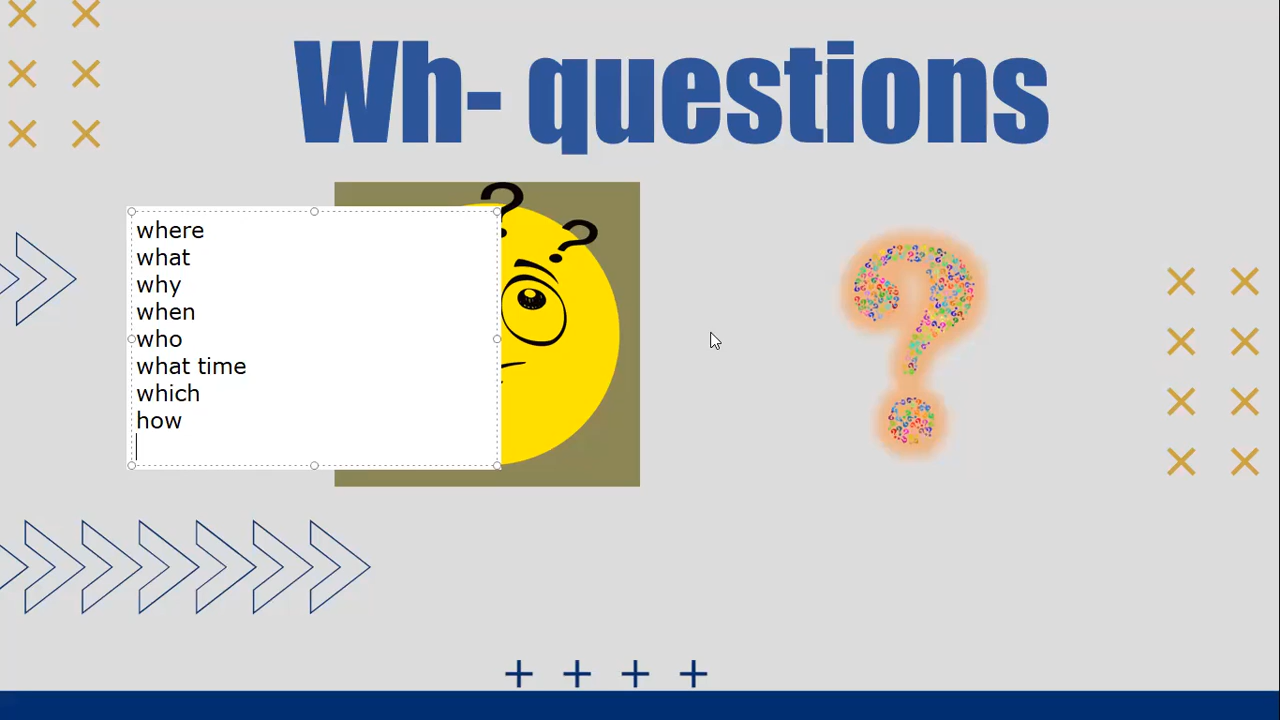 Wh- questions
where
what
why
when
who
what time
which
how